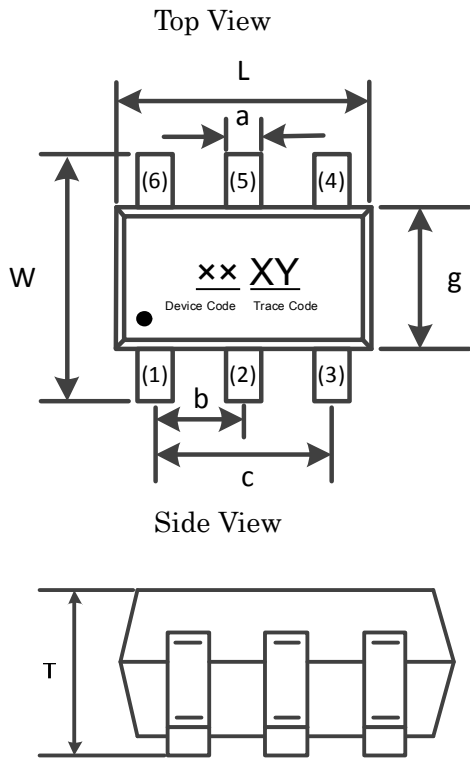 Top View
L
a
(6) (5) (4)
W
×× XY
g
Device Code Trace Code
(1) (2) (3)
b
c
Side View
T